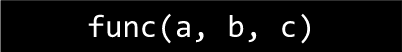 func(a, b, c)